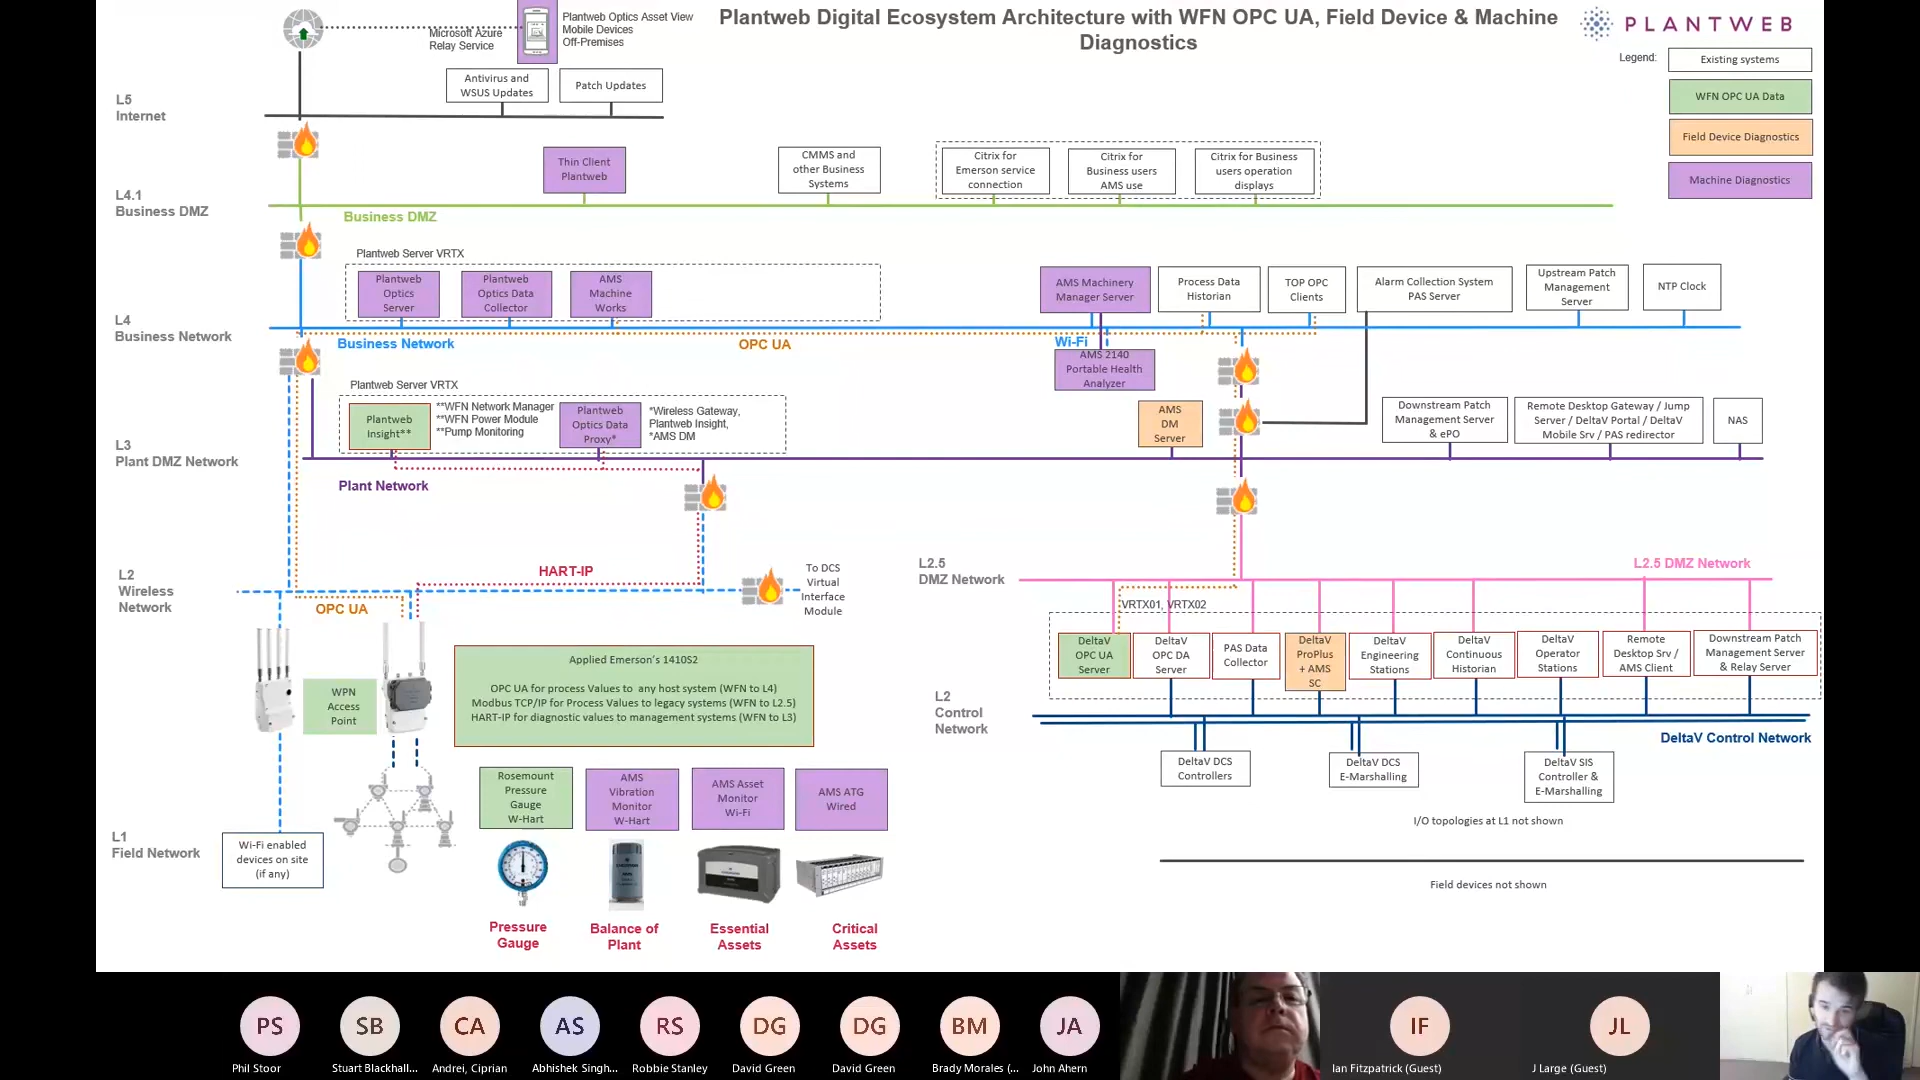 Plantweb Digital Ecosystem Architecture with WFN OPC UA, Field Device & Machine
Diagnostics
PLANTWEB
Microsoft Azure
Relay Service
Plantweb Optics Asset View
Mobile Devices
Off-Premises
Legend:
Existing systems
WFN OPC UA Data
Field Device Diagnostics
Machine Diagnostics
Antivirus and
WSUS Updates
Patch Updates
L5
Internet
Thin Client
Plantweb
CMMS and
other Business
Systems
Citrix for
Emerson service
connection
Citrix for
Business users
AMS use
Citrix for Business
users operation
displays
L4.1
Business DMZ
Business DMZ
Plantweb Server VRTX
Plantweb
Optics
Server
Plantweb
Optics Data
Collector
AMS
Machine
Works
AMS Machinery
Manager Server
Process Data
Historian
TOP OPC
Clients
Alarm Collection System
PAS Server
Upstream Patch
Management
Server
NTP Clock
L4
Business Network
Business Network
OPC UA
Wi-Fi
AMS 2140
Portable Health
Analyzer
Plantweb Server VRTX
Plantweb
Insight**
**WFN Network Manager
**WFN Power Module
**Pump Monitoring
Plantweb
Optics Data
Proxy*
*Wireless Gateway,
Plantweb Insight,
*AMS DM
AMS
DM
Server
Downstream Patch
Management Server
& ePO
Remote Desktop Gateway / Jump
Server / DeltaV Portal / DeltaV
Mobile Srv / PAS redirector
NAS
L3
Plant DMZ Network
Plant Network
L2
Wireless
Network
HART-IP
OPC UA
To DCS
Virtual
Interface
Module
L2.5
DMZ Network
L2.5 DMZ Network
VRTX01, VRTX02
DeltaV
OPC UA
Server
DeltaV
OPC DA
Server
PAS Data
Collector
DeltaV
ProPlus
+ AMS
SC
DeltaV
Engineering
Stations
DeltaV
Continuous
Historian
DeltaV
Operator
Stations
Remote
Desktop Srv /
AMS Client
Downstream Patch
Management Server
& Relay Server
WPN
Access
Point
Applied Emerson's 1410S2
OPC UA for process Values to any host system (WFN to L4)
Modbus TCP/IP for Process Values to legacy systems (WFN to L2.5)
HART-IP for diagnostic values to management systems (WFN to L3)
L2
Control
Network
DeltaV Control Network
DeltaV DCS
Controllers
DeltaV DCS
E-Marshalling
DeltaV SIS
Controller &
E-Marshalling
Rosemount
Pressure
Gauge
W-Hart
AMS
Vibration
Monitor
W-Hart
AMS Asset
Monitor
Wi-Fi
AMS ATG
Wired
I/O topologies at L1 not shown
L1
Field Network
Wi-Fi enabled
devices on site
(if any)
Field devices not shown
Pressure
Gauge
Balance of
Plant
Essential
Assets
Critical
Assets
PS
SB
CA
AS
RS
DG
DG
BM
JA
IF
JL
Phil Stoor
Stuart Blackhall...
Andrei, Ciprian
Abhishek Singh...
Robbie Stanley
David Green
David Green
Brady Morales (...
John Ahern
Ian Fitzpatrick (Guest)
J Large (Guest)